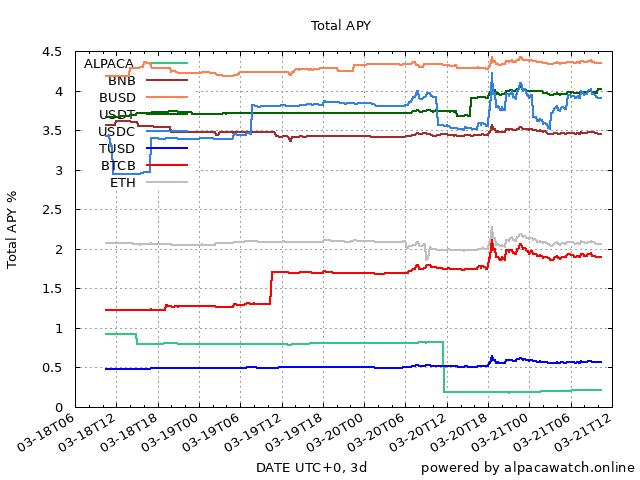 Total APY
Total APY %
4.5
4
3.5
3
2.5
2
1.5
1
0.5
0
ALPACA
BNB
BUSD
USDT
USDC
TUSD
BTCB
ETH
03-18T06
03-18T12
03-18T18
03-19T00
03-19T06
03-19T12
03-19T18
03-20T00
03-20T06
03-20T12
03-20T18
03-21T00
03-21T06
03-21T12
DATE UTC+0, 3d
powered by alpacawatch.online